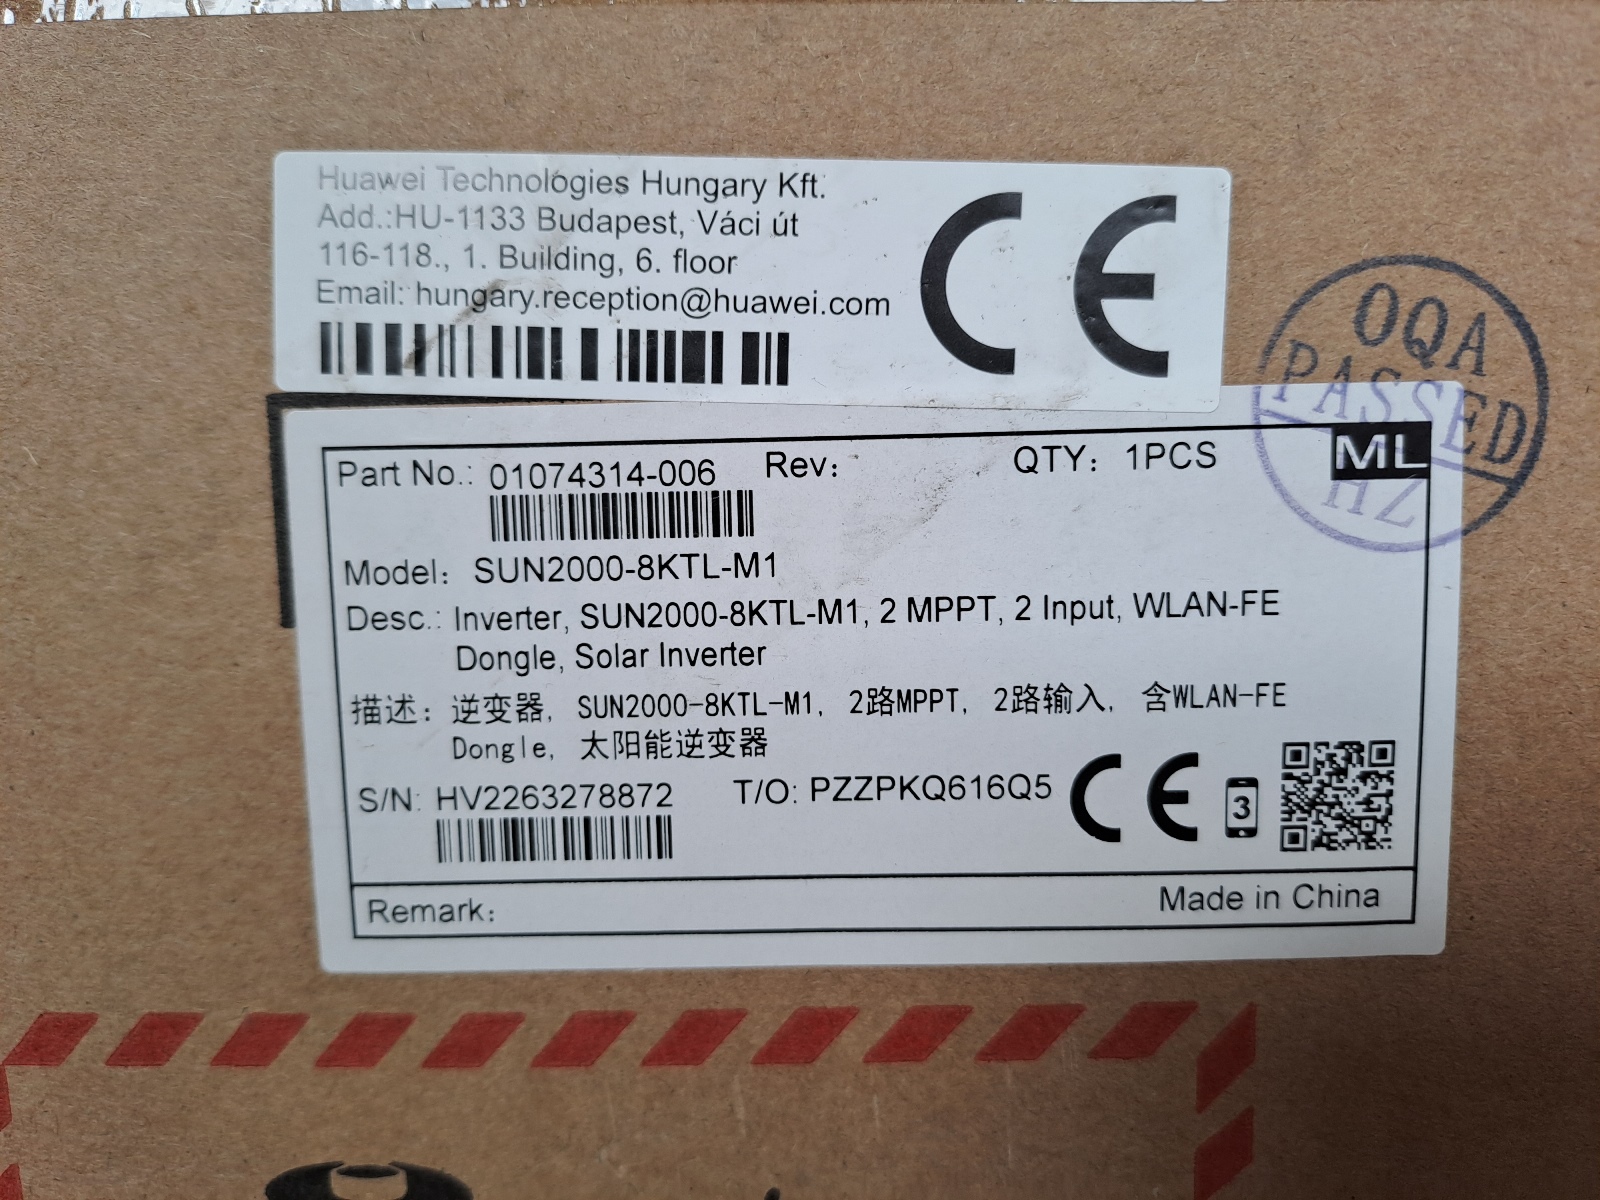 Huawei Technologies Hungary Kft.
Add.:HU-1133 Budapest, Váci út
116-118., 1. Building, 6. floor
Email: hungary.reception@huawei.com
CE
OQA
PASSED
HZ
Part No.: 01074314-006 Rev: QTY: 1PCS ML
Model: SUN2000-8KTL-M1
Desc.: Inverter, SUN2000-8KTL-M1, 2 MPPT, 2 Input, WLAN-FE
Dongle, Solar Inverter
描述: 逆变器, SUN2000-8KTL-M1, 2路MPPT, 2路输入, 含WLAN-FE
Dongle, 太阳能逆变器
S/N: HV2263278872 T/O: PZZPKQ616Q5 CE 3
Remark: Made in China